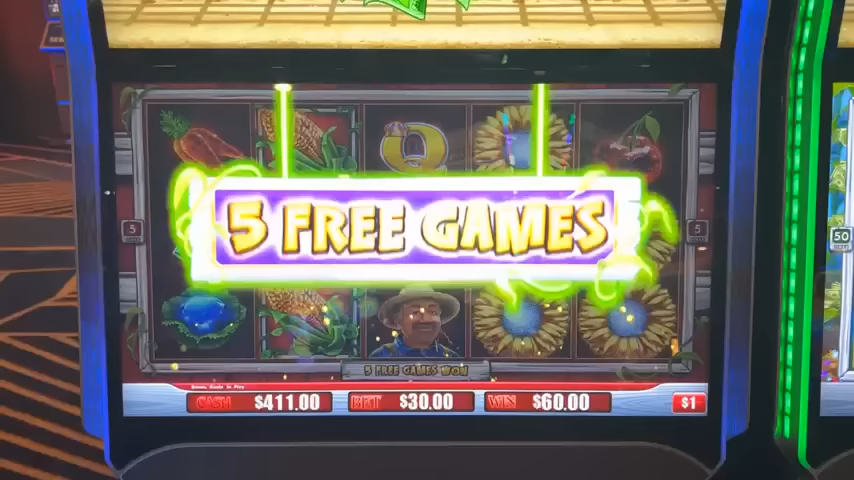 Q
5 FREE GAMES
5
5
50
5 FREE GAMES WON
CASH $411.00 BET $30.00 WIN $60.00 $1